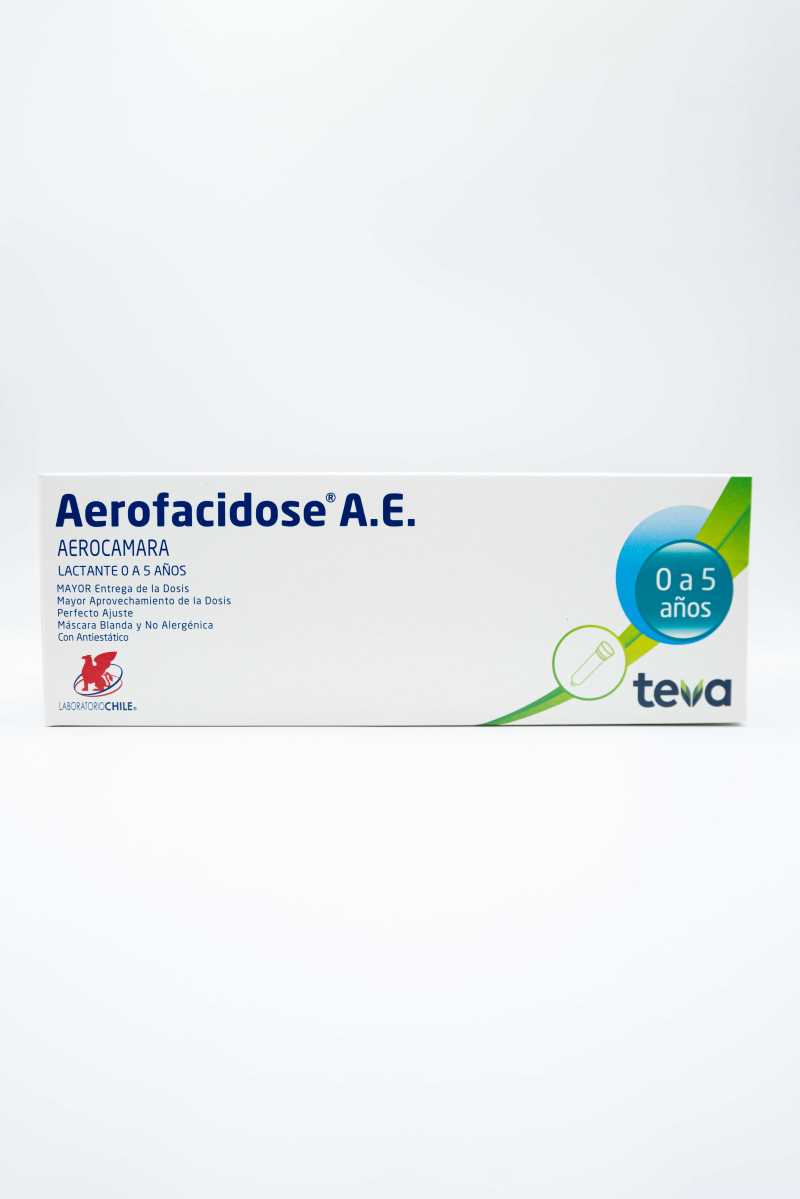 Aerofacidose® A.E.
AEROCAMARA
LACTANTE 0 A 5 AÑOS
MAYOR Entrega de la Dosis
Mayor Aprovechamiento de la Dosis
Perfecto Ajuste
Máscara Blanda y No Alergénica
Con Antiestático
LABORATORIOCHILE®
0 a 5
años
teva